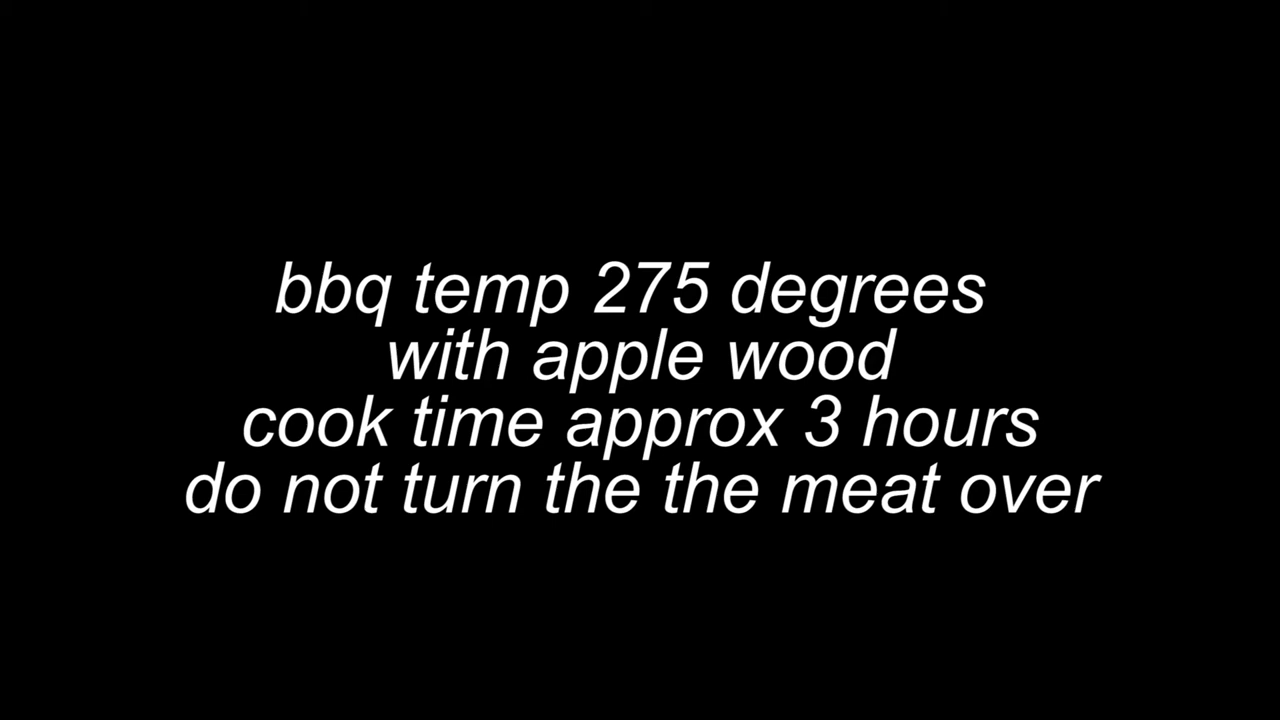 bbq temp 275 degrees
with apple wood
cook time approx 3 hours
do not turn the the meat over